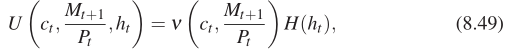 U ( c_t, M_{t+1} / P_t, h_t ) = ν ( c_t, M_{t+1} / P_t ) H(h_t), (8.49)